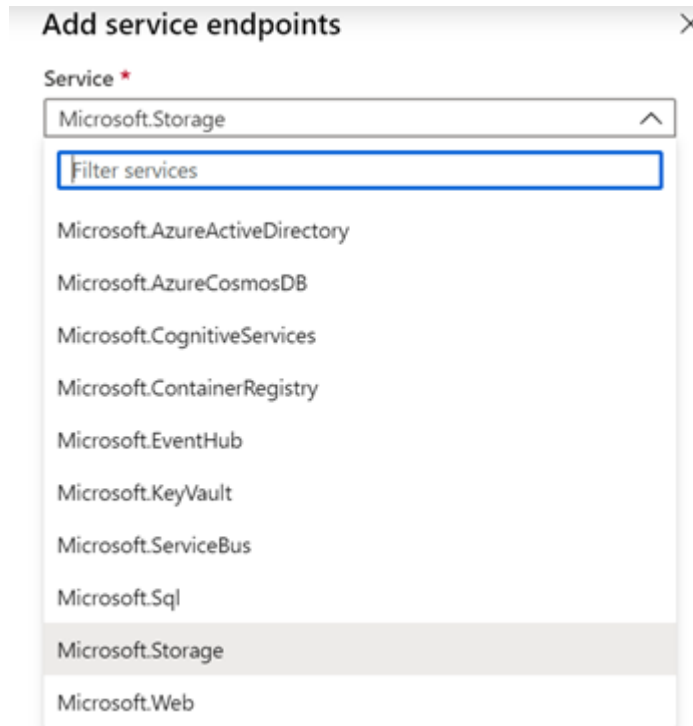 Add service endpoints
Service *
Microsoft.Storage
Filter services
Microsoft.AzureActiveDirectory
Microsoft.AzureCosmosDB
Microsoft.CognitiveServices
Microsoft.ContainerRegistry
Microsoft.EventHub
Microsoft.KeyVault
Microsoft.ServiceBus
Microsoft.Sql
Microsoft.Storage
Microsoft.Web